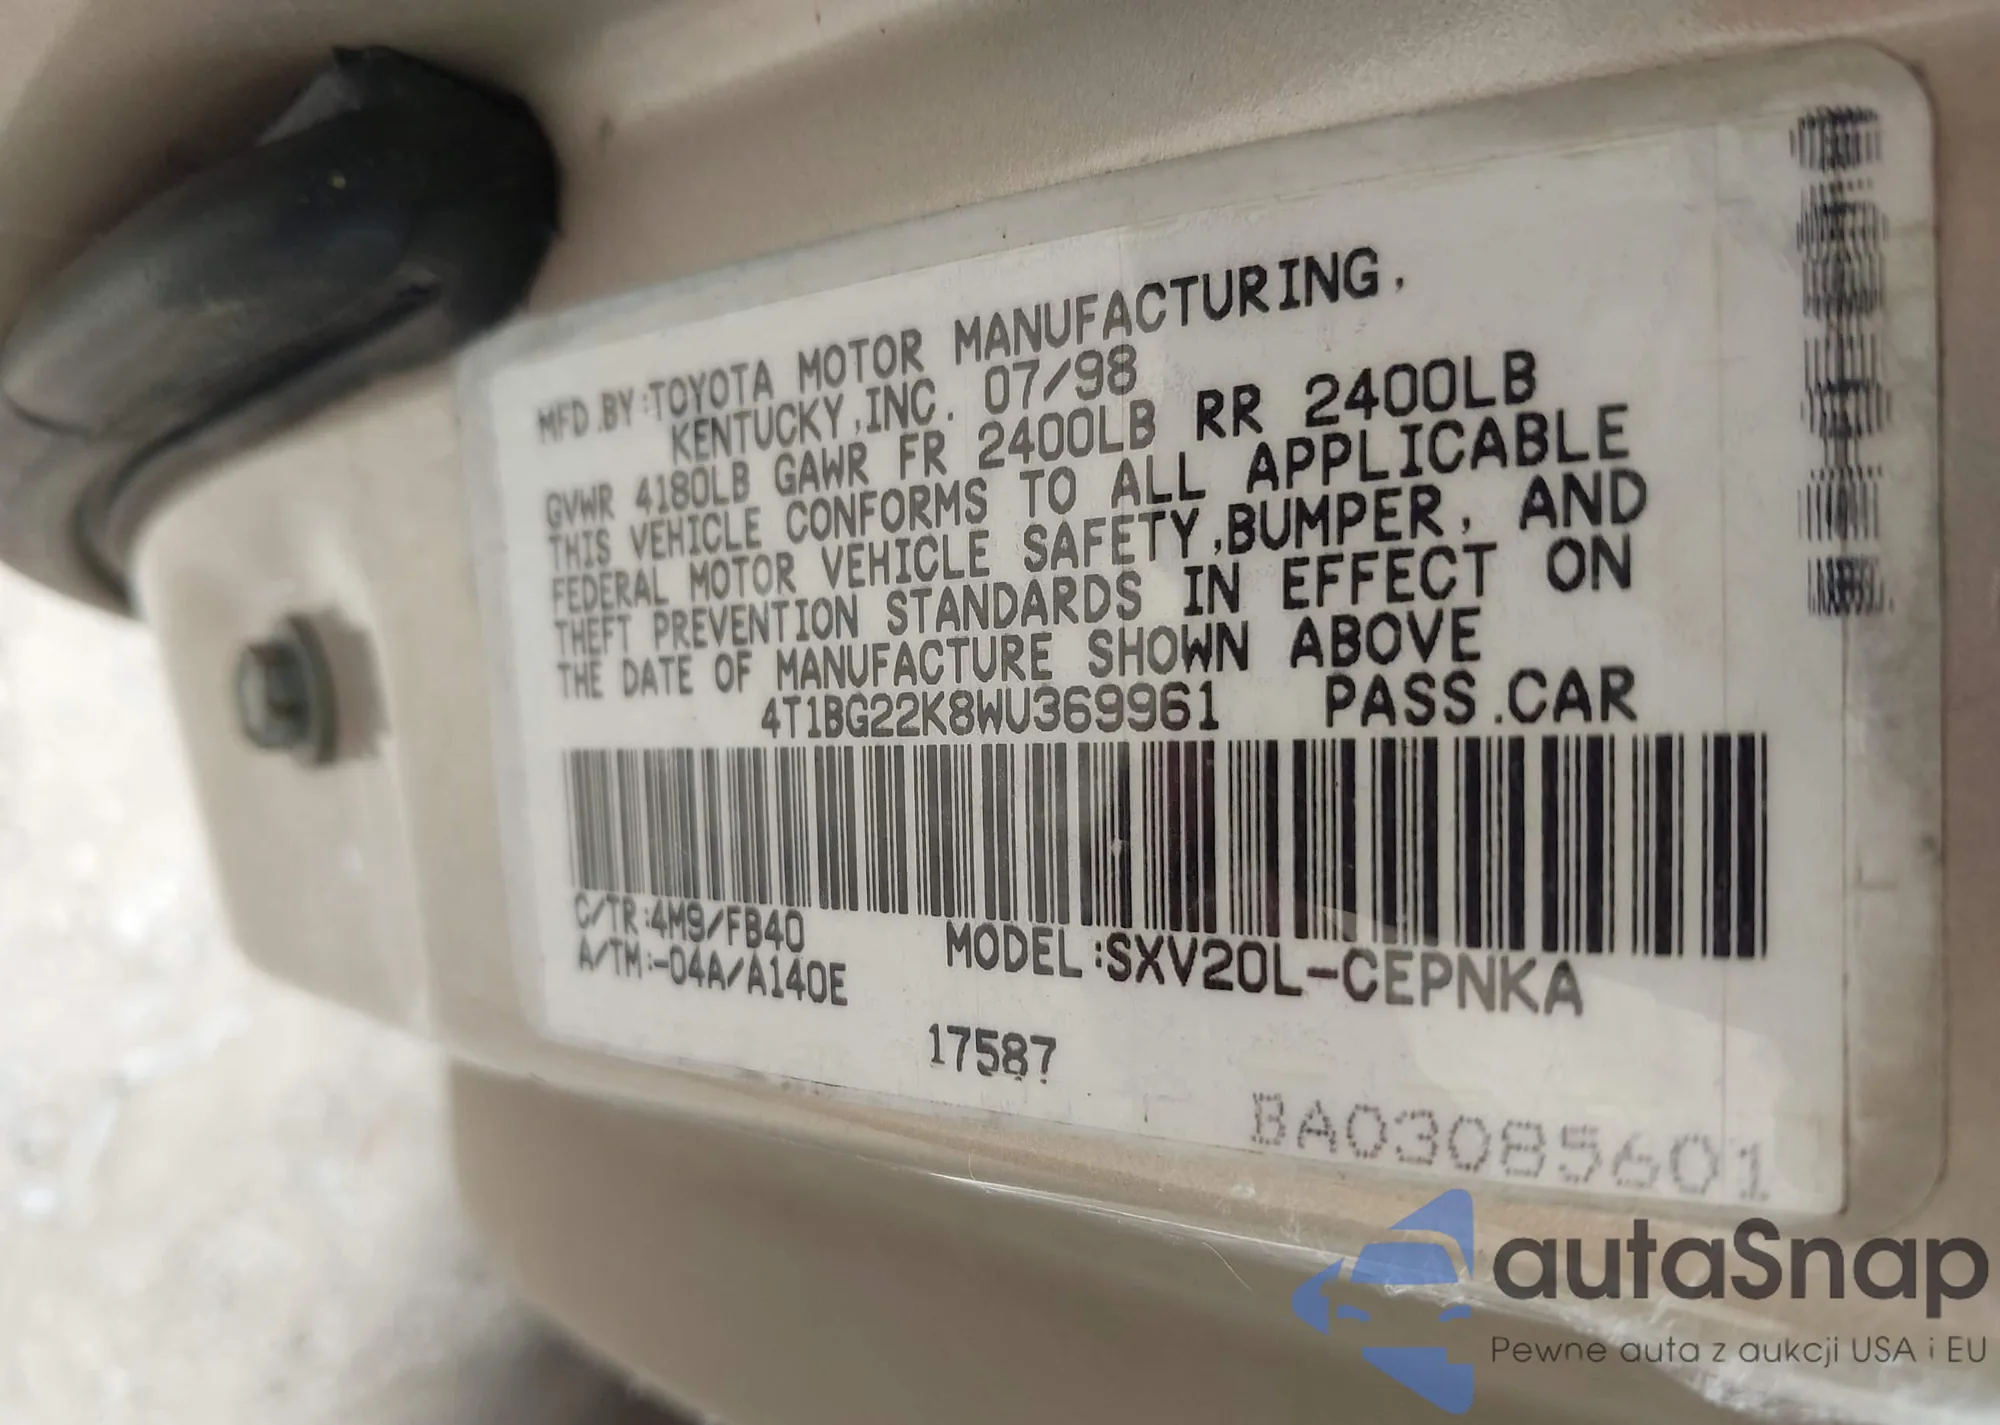 MFD.BY:TOYOTA MOTOR MANUFACTURING,
KENTUCKY,INC. 07/98
GVWR 4180LB GAWR FR 2400LB RR 2400LB
THIS VEHICLE CONFORMS TO ALL APPLICABLE
FEDERAL MOTOR VEHICLE SAFETY,BUMPER, AND
THEFT PREVENTION STANDARDS IN EFFECT ON
THE DATE OF MANUFACTURE SHOWN ABOVE
4T1BG22K8WU369961 PASS.CAR
C/TR:4M9/FB40
A/TM:-04A/A140E
MODEL:SXV20L-CEPNKA
17587
BA03085601
autaSnap
Pewne auta z aukcji USA i EU